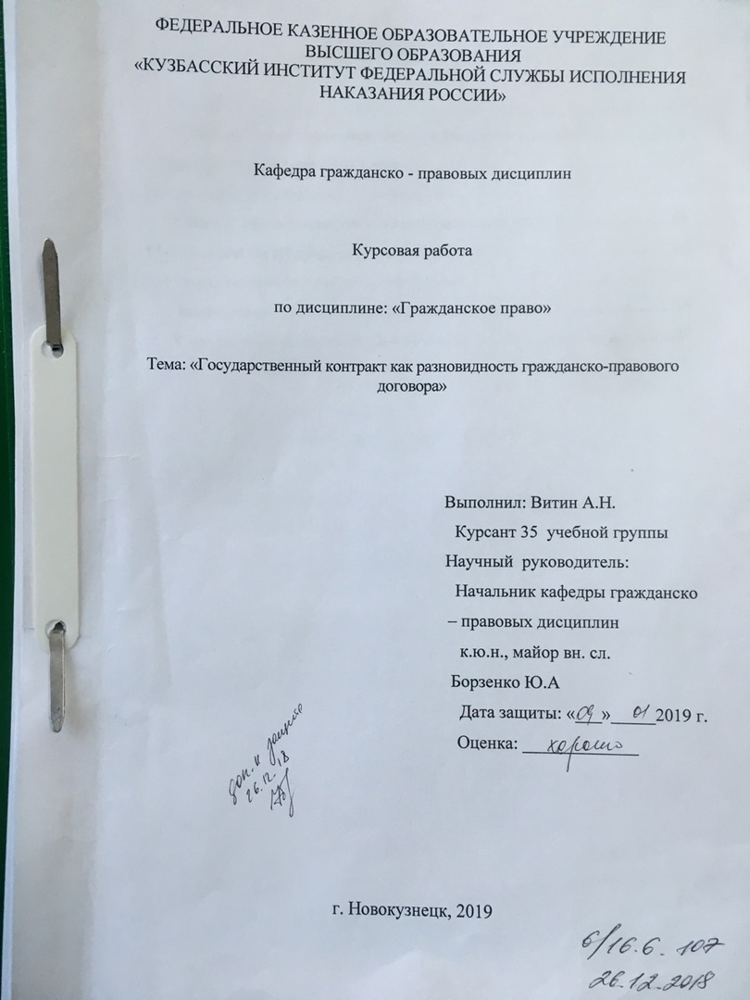 ФЕДЕРАЛЬНОЕ КАЗЕННОЕ ОБРАЗОВАТЕЛЬНОЕ УЧРЕЖДЕНИЕ
ВЫСШЕГО ОБРАЗОВАНИЯ
«КУЗБАССКИЙ ИНСТИТУТ ФЕДЕРАЛЬНОЙ СЛУЖБЫ ИСПОЛНЕНИЯ
НАКАЗАНИЯ РОССИИ»
Кафедра гражданско - правовых дисциплин
Курсовая работа
по дисциплине: «Гражданское право»
Тема: «Государственный контракт как разновидность гражданско-правового
договора»
Выполнил: Витин А.Н.
Курсант 35 учебной группы
Научный руководитель:
Начальник кафедры гражданско
– правовых дисциплин
к.ю.н., майор вн. сл.
Борзенко Ю.А
Дата защиты: «09»_____01 2019 г.
Оценка: хорошо
доп. к защите
26.12.18
г. Новокузнецк, 2019
6/16.6. 107
26.12.2018